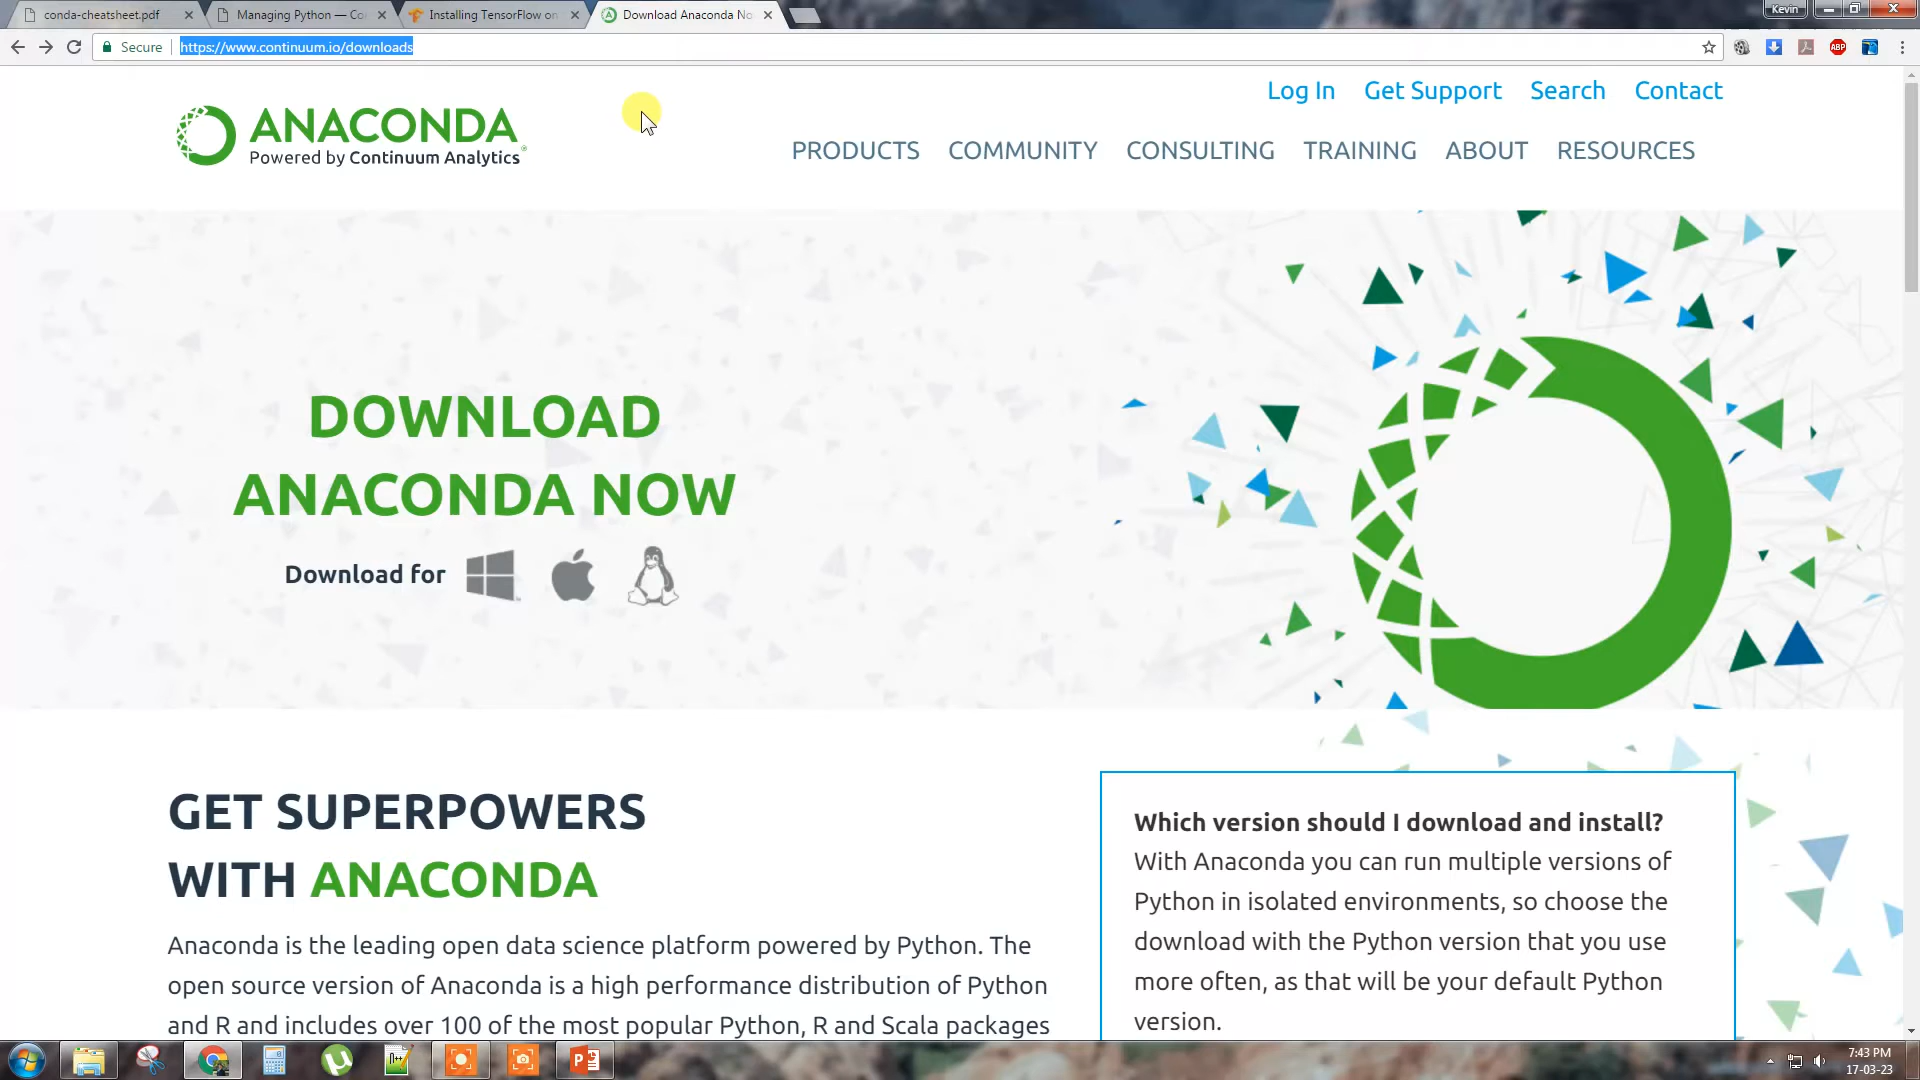 conda-cheatsheet.pdf
Managing Python — Co
Installing TensorFlow on
Download Anaconda No
Kevin
Secure
https://www.continuum.io/downloads
ABP
Log In Get Support Search Contact
ANACONDA
Powered by Continuum Analytics
PRODUCTS COMMUNITY CONSULTING TRAINING ABOUT RESOURCES
DOWNLOAD
ANACONDA NOW
Download for
GET SUPERPOWERS
WITH ANACONDA
Anaconda is the leading open data science platform powered by Python. The
open source version of Anaconda is a high performance distribution of Python
and R and includes over 100 of the most popular Python, R and Scala packages
Which version should I download and install?
With Anaconda you can run multiple versions of
Python in isolated environments, so choose the
download with the Python version that you use
more often, as that will be your default Python
version.
7:43 PM
17-03-23